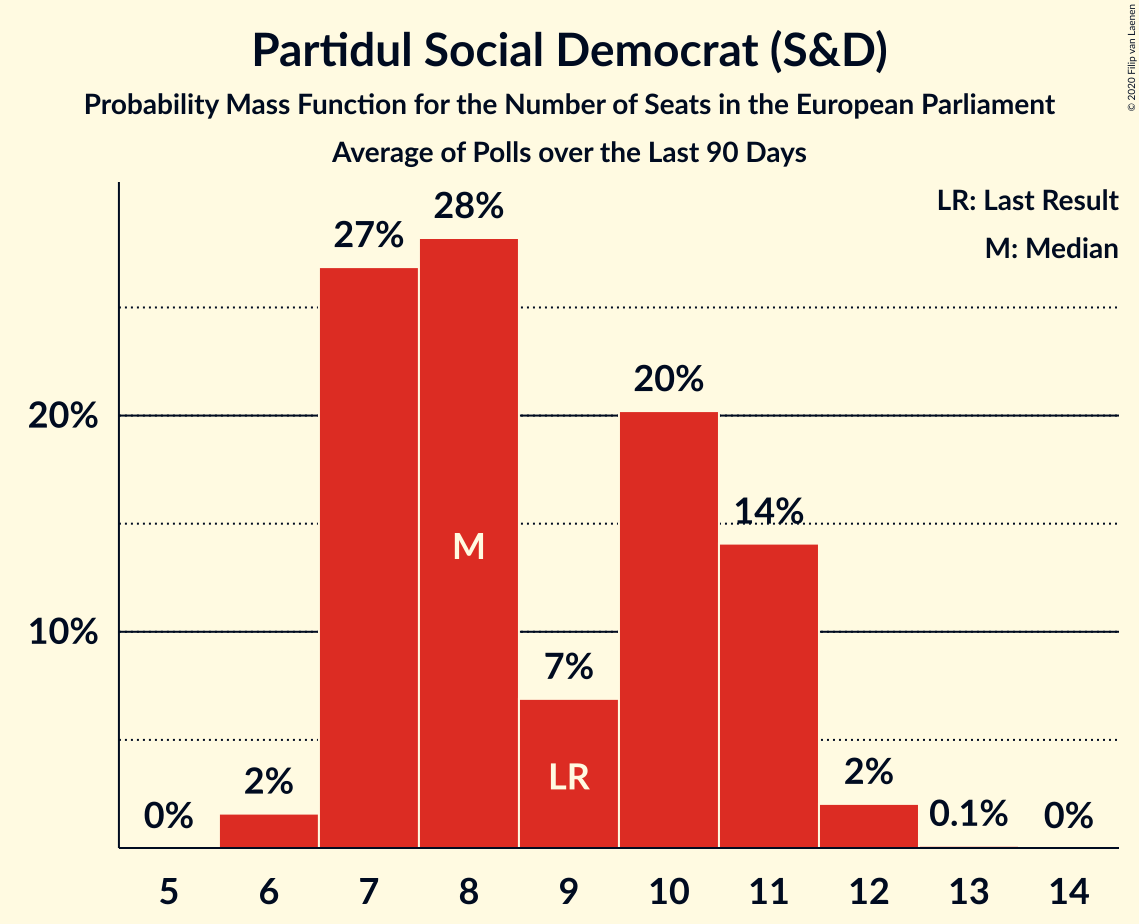 Partidul Social Democrat (S&D)
Probability Mass Function for the Number of Seats in the European Parliament
Average of Polls over the Last 90 Days
© 2020 Filip van Laenen
LR: Last Result
M: Median
28%
27%
20%
20%
14%
M
10%
7%
LR
2%
2%
0%
0.1%
0%
5 6 7 8 9 10 11 12 13 14